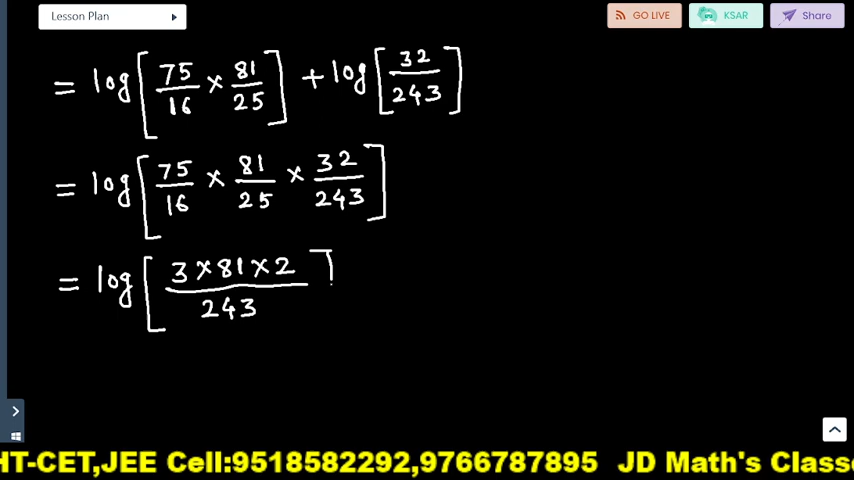 Lesson Plan
GO LIVE
KSAR
Share
= log[75/16 × 81/25] + log[32/243]
= log[75/16 × 81/25 × 32/243]
= log[3×81×2/243]
HT-CET,JEE Cell:9518582292,9766787895 JD Math's Classe